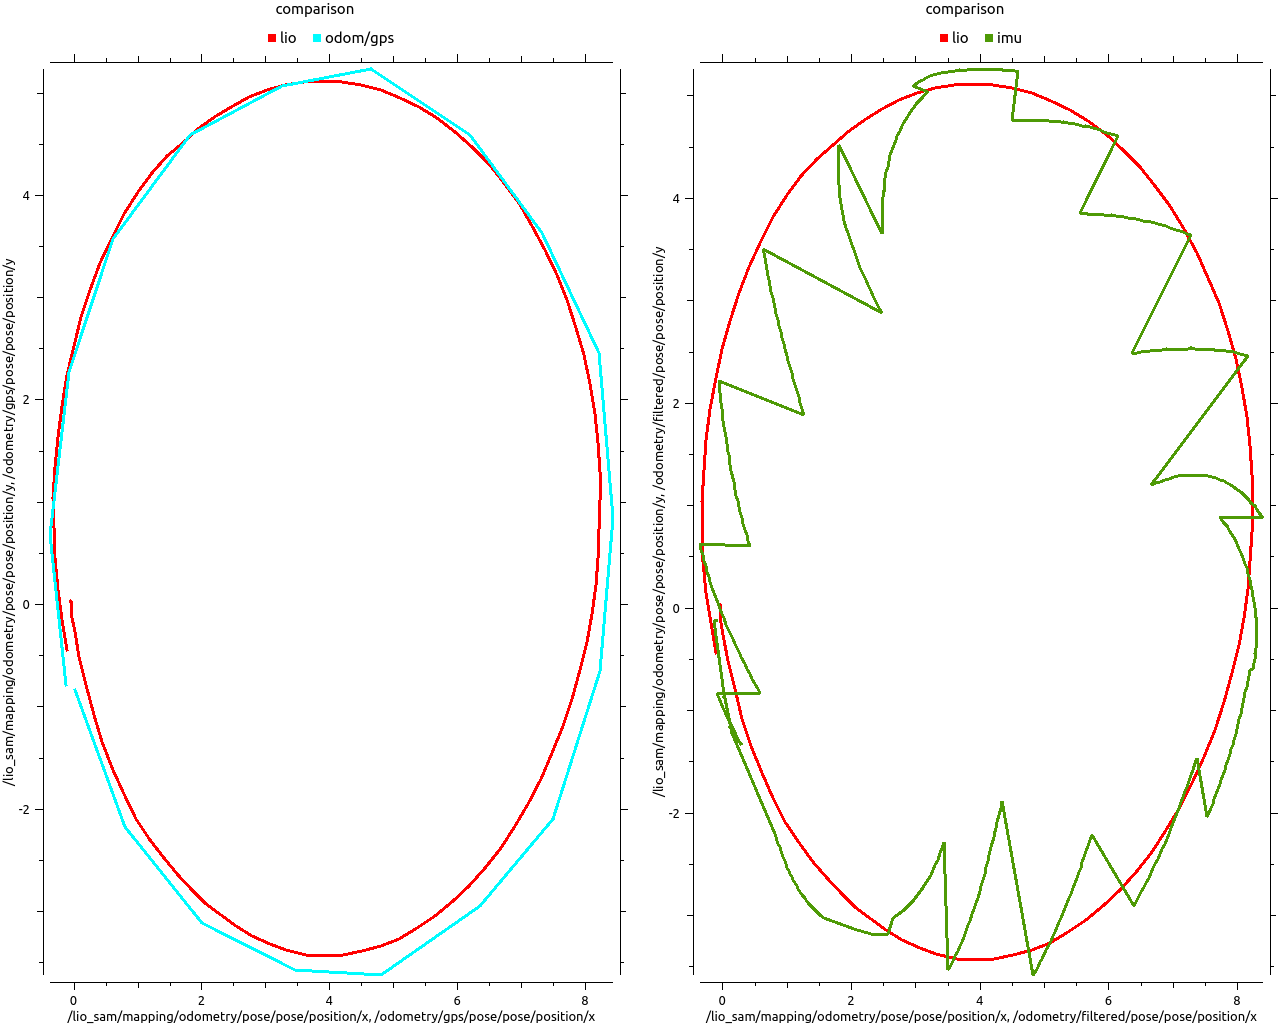 comparison
lio odom/gps
/lio_sam/mapping/odometry/pose/pose/position/y, /odometry/gps/pose/pose/position/y
4
2
0
-2
0 2 4 6 8
/lio_sam/mapping/odometry/pose/pose/position/x, /odometry/gps/pose/pose/position/x
comparison
lio imu
/lio_sam/mapping/odometry/pose/pose/position/y, /odometry/filtered/pose/pose/position/y
4
2
0
-2
0 2 4 6 8
/lio_sam/mapping/odometry/pose/pose/position/x, /odometry/filtered/pose/pose/position/x